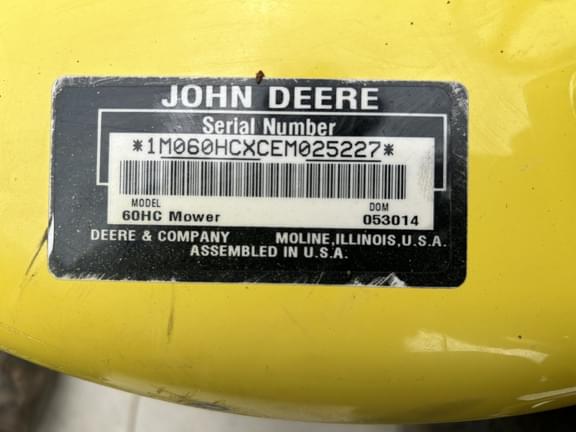 JOHN DEERE
Serial Number
*1M060HCXCEM025227*
MODEL DOM
60HC Mower 053014
DEERE & COMPANY MOLINE,ILLINOIS,U.S.A.
ASSEMBLED IN U.S.A.